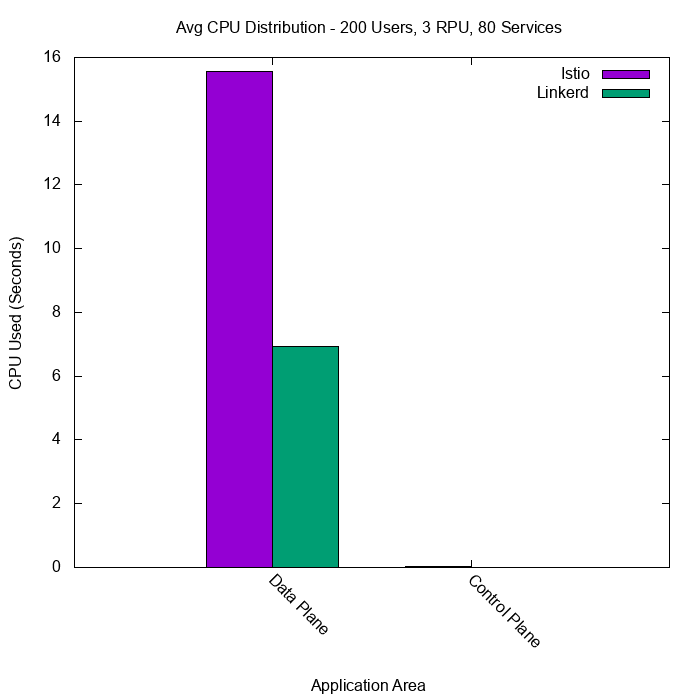 Avg CPU Distribution - 200 Users, 3 RPU, 80 Services
Istio
Linkerd
CPU Used (Seconds)
16
14
12
10
8
6
4
2
0
Data Plane
Control Plane
Application Area